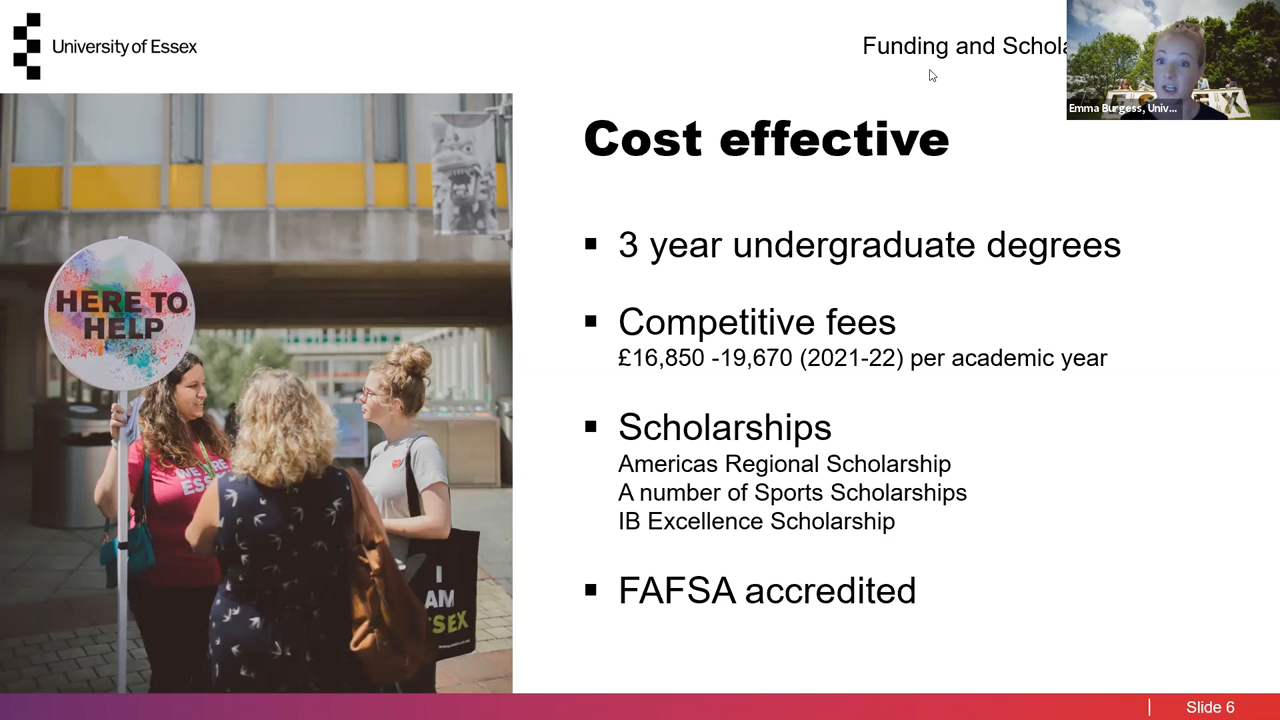 University of Essex
Funding and Schola
Emma Burgess, Univ...
Cost effective
3 year undergraduate degrees
Competitive fees
£16,850 -19,670 (2021-22) per academic year
Scholarships
Americas Regional Scholarship
A number of Sports Scholarships
IB Excellence Scholarship
FAFSA accredited
HERE TO
HELP
WE ARE
ESS
I
AM
SEX
Slide 6